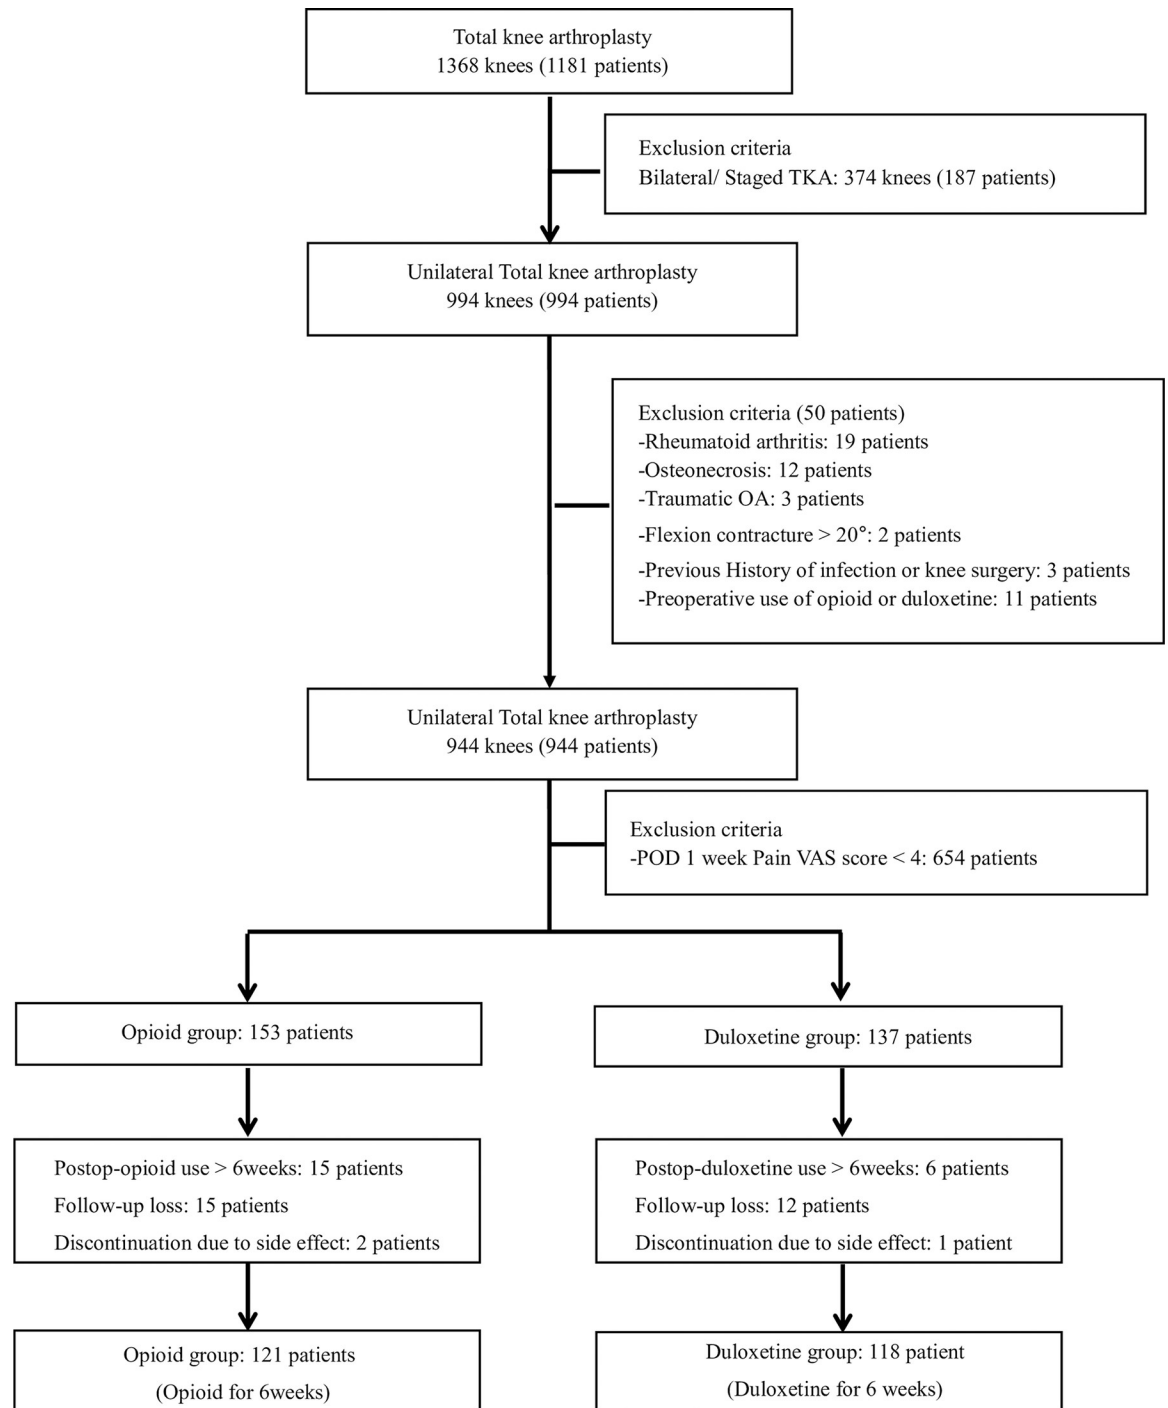 Total knee arthroplasty
1368 knees (1181 patients)
Exclusion criteria
Bilateral/ Staged TKA: 374 knees (187 patients)
Unilateral Total knee arthroplasty
994 knees (994 patients)
Exclusion criteria (50 patients)
-Rheumatoid arthritis: 19 patients
-Osteonecrosis: 12 patients
-Traumatic OA: 3 patients
-Flexion contracture > 20°: 2 patients
-Previous History of infection or knee surgery: 3 patients
-Preoperative use of opioid or duloxetine: 11 patients
Unilateral Total knee arthroplasty
944 knees (944 patients)
Exclusion criteria
-POD 1 week Pain VAS score < 4: 654 patients
Opioid group: 153 patients
Duloxetine group: 137 patients
Postop-opioid use > 6weeks: 15 patients
Follow-up loss: 15 patients
Discontinuation due to side effect: 2 patients
Postop-duloxetine use > 6weeks: 6 patients
Follow-up loss: 12 patients
Discontinuation due to side effect: 1 patient
Opioid group: 121 patients
(Opioid for 6weeks)
Duloxetine group: 118 patient
(Duloxetine for 6 weeks)